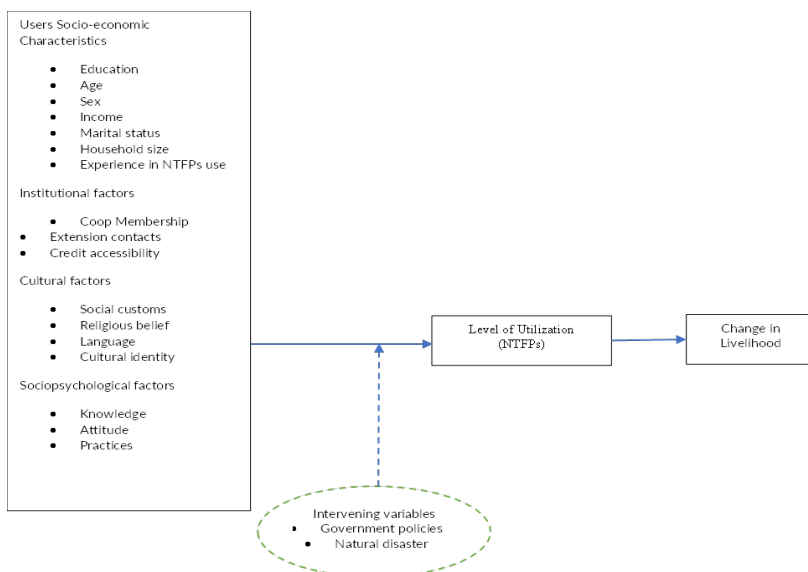 Users Socio-economic
Characteristics
• Education
• Age
• Sex
• Income
• Marital status
• Household size
• Experience in NTFPs use
Institutional factors
• Coop Membership
• Extension contacts
• Credit accessibility
Cultural factors
• Social customs
• Religious belief
• Language
• Cultural identity
Sociopsychological factors
• Knowledge
• Attitude
• Practices
Level of Utilization
(NTFPs)
Change in
Livelihood
Intervening variables
• Government policies
• Natural disaster